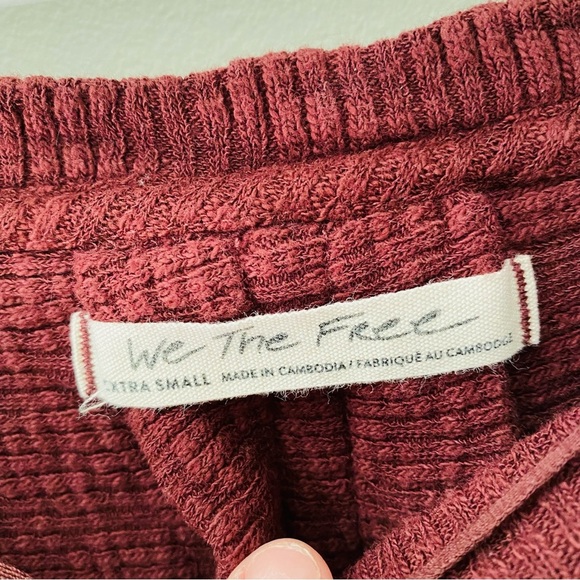 We The Free
EXTRA SMALL MADE IN CAMBODIA / FABRIQUÉ AU CAMBODGE